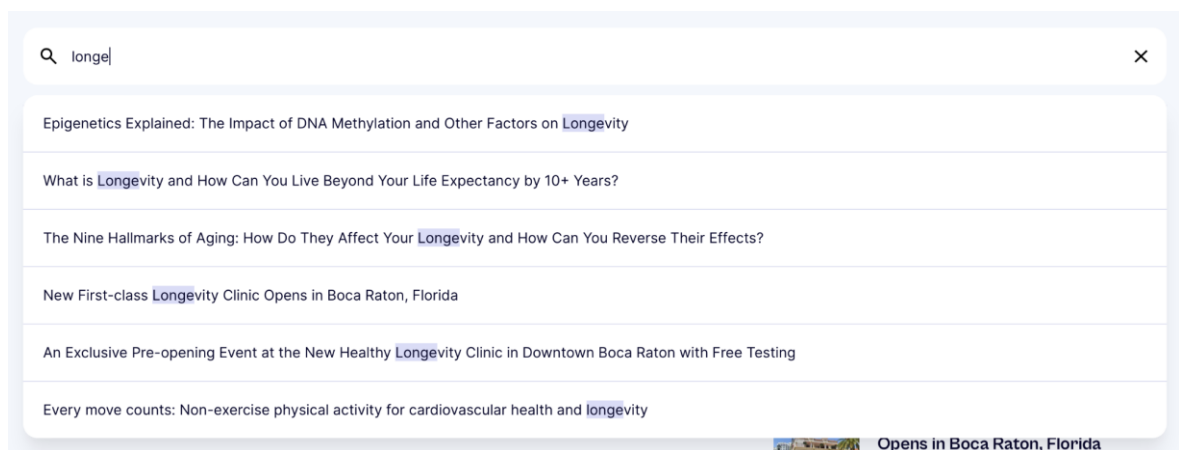 longe
Epigenetics Explained: The Impact of DNA Methylation and Other Factors on Longevity
What is Longevity and How Can You Live Beyond Your Life Expectancy by 10+ Years?
The Nine Hallmarks of Aging: How Do They Affect Your Longevity and How Can You Reverse Their Effects?
New First-class Longevity Clinic Opens in Boca Raton, Florida
An Exclusive Pre-opening Event at the New Healthy Longevity Clinic in Downtown Boca Raton with Free Testing
Every move counts: Non-exercise physical activity for cardiovascular health and longevity
Opens in Boca Raton, Florida